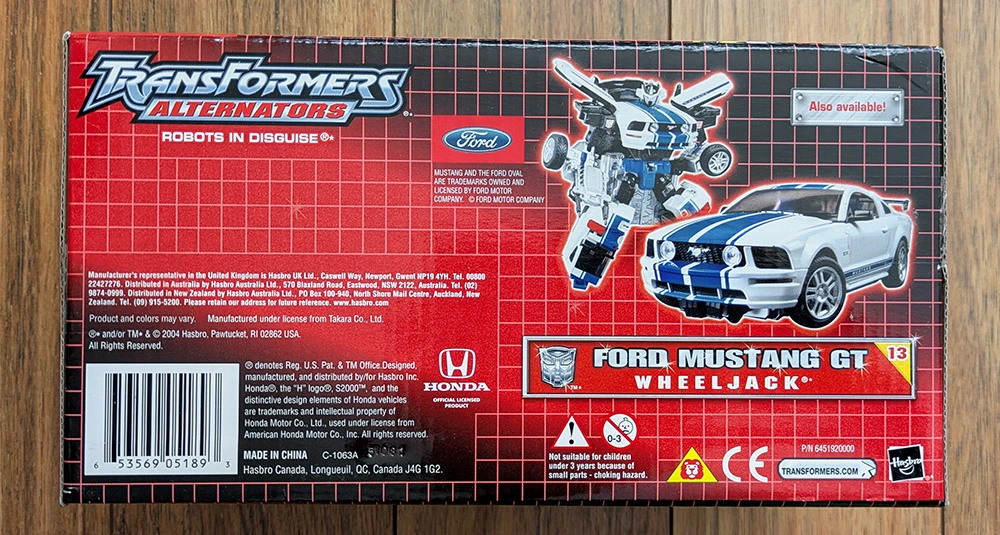 TRANSFORMERS
ALTERNATORS
ROBOTS IN DISGUISE®*
Ford
MUSTANG AND THE FORD OVAL
ARE TRADEMARKS OWNED AND
LICENSED BY FORD MOTOR
COMPANY. © FORD MOTOR COMPANY
Also available!
Manufacturer's representative in the United Kingdom is Hasbro UK Ltd., Caswell Way, Newport, Gwent NP19 4YH. Tel. 00800
22427276. Distributed in Australia by Hasbro Australia Ltd., 570 Blaxland Road, Eastwood, NSW 2122, Australia. Tel. (02)
9874-0999. Distributed in New Zealand by Hasbro Australia Ltd., PO Box 100-940, North Shore Mail Centre, Auckland, New
Zealand. Tel. (09) 915-5200. Please retain our address for future reference. www.hasbro.com
Product and colors may vary. Manufactured under license from Takara Co., Ltd.
®* and/or TM* & © 2004 Hasbro, Pawtucket, RI 02862 USA.
All Rights Reserved.
® denotes Reg. U.S. Pat. & TM Office.Designed,
manufactured, and distributed by/for Hasbro Inc.
Honda®, the "H" logo®, S2000™, and the
distinctive design elements of Honda vehicles
are trademarks and intellectual property of
Honda Motor Co., Ltd., used under license from
American Honda Motor Co., Inc. All rights reserved.
MADE IN CHINA C-1063A
Hasbro Canada, Longueuil, QC, Canada J4G 1G2.
6 53569 05189 3
HONDA
OFFICIAL LICENSED
PRODUCT
FORD MUSTANG GT
WHEELJACK®*
13
TM*
0-3
Not suitable for children
under 3 years because of
small parts - choking hazard.
CE
P/N 6451920000
TRANSFORMERS.COM
Hasbro